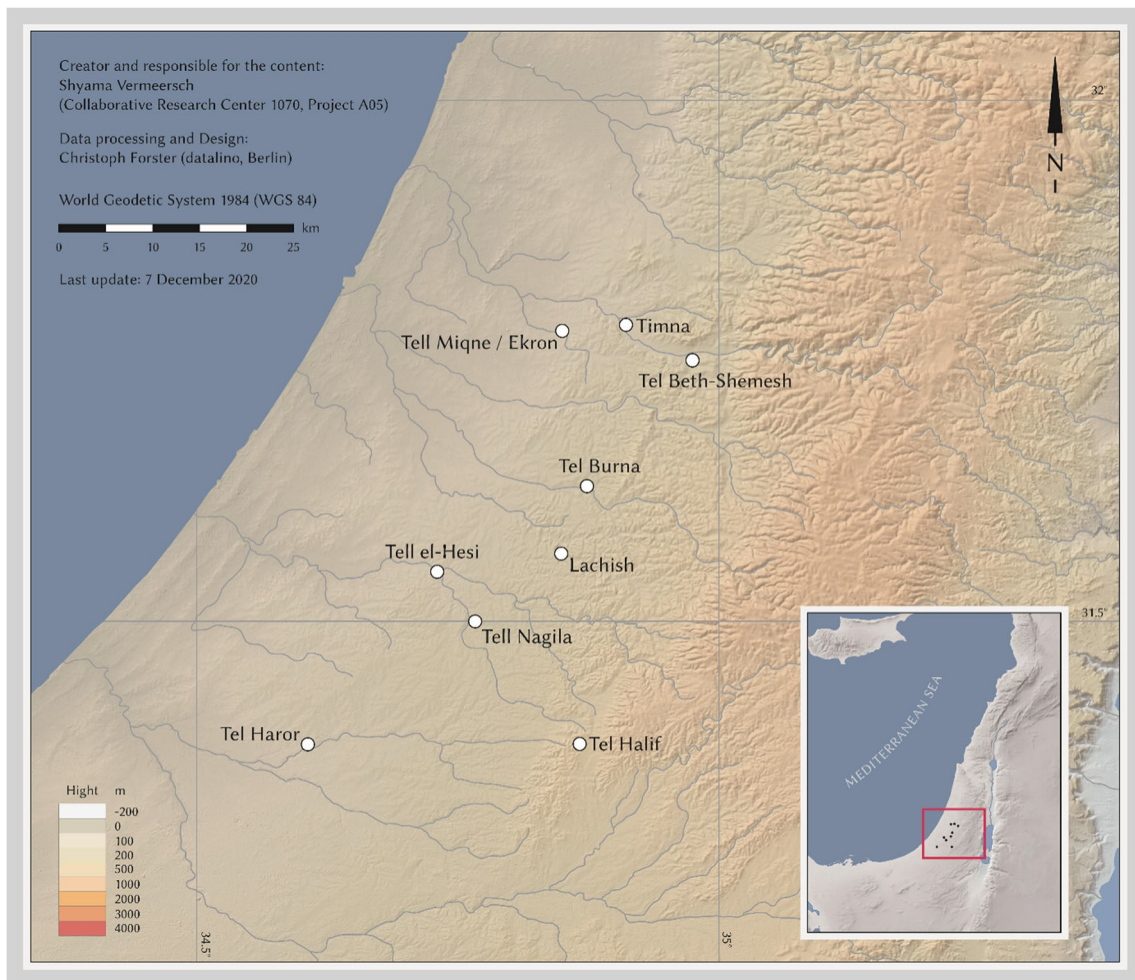 Creator and responsible for the content:
Shyama Vermeersch
(Collaborative Research Center 1070, Project A05)
Data processing and Design:
Christoph Forster (datalino, Berlin)
World Geodetic System 1984 (WGS 84)
km
0 5 10 15 20 25
Last update: 7 December 2020
32°
N
Timna
Tell Miqne / Ekron
Tel Beth-Shemesh
Tel Burna
Tell el-Hesi
Lachish
31.5°
Tell Nagila
Tel Haror
Tel Halif
MEDITERRANEAN SEA
Hight m
-200
0
100
200
500
1000
2000
3000
4000
34.5°
35°